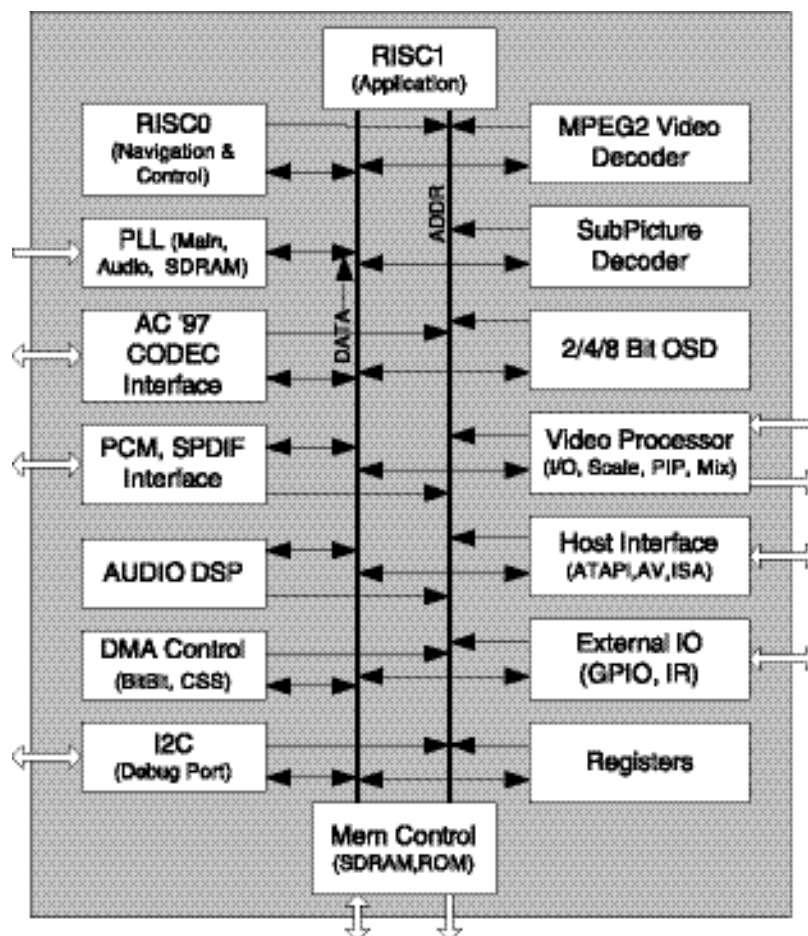 RISC1
(Application)
RISC0
(Navigation &
Control)
MPEG2 Video
Decoder
ADDR
PLL (Main,
Audio, SDRAM)
SubPicture
Decoder
DATA
AC '97
CODEC
Interface
2/4/8 Bit OSD
PCM, SPDIF
Interface
Video Processor
(I/O, Scale, PIP, Mix)
AUDIO DSP
Host Interface
(ATAPI,AV,ISA)
DMA Control
(BitBlt, CSS)
External IO
(GPIO, IR)
I2C
(Debug Port)
Registers
Mem Control
(SDRAM,ROM)